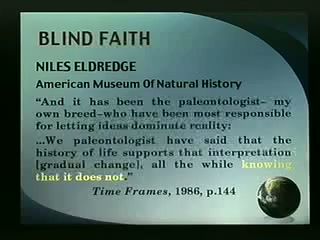 BLIND FAITH
NILES ELDREDGE
American Museum Of Natural History
“And it has been the paleontologist– my
own breed–who have been most responsible
for letting ideas dominate reality:
...We paleontologist have said that the
history of life supports that interpretation
[gradual change], all the while knowing
that it does not.”
Time Frames, 1986, p.144